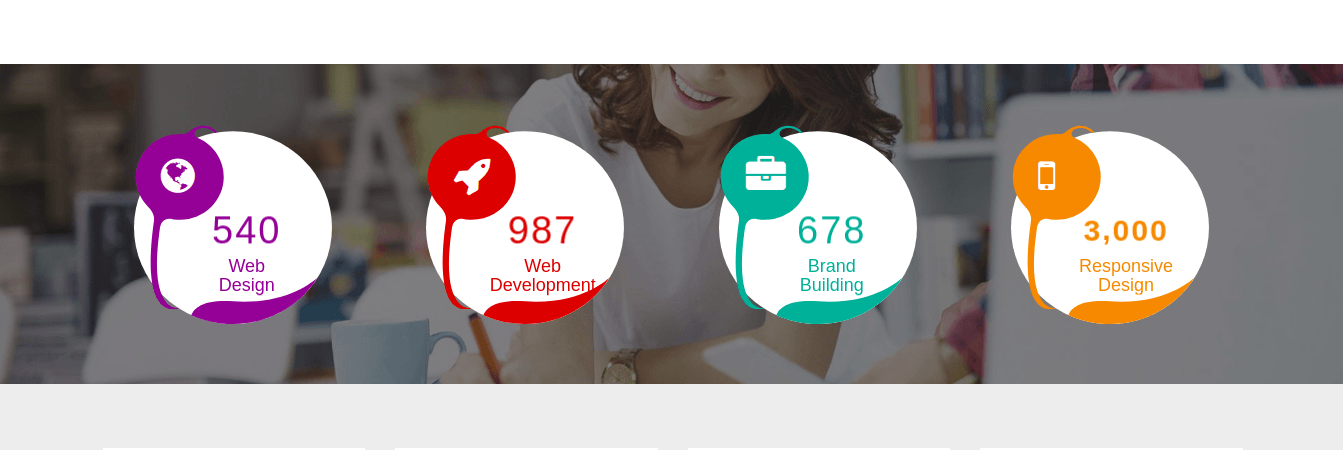 540
Web
Design
987
Web
Development
678
Brand
Building
3,000
Responsive
Design